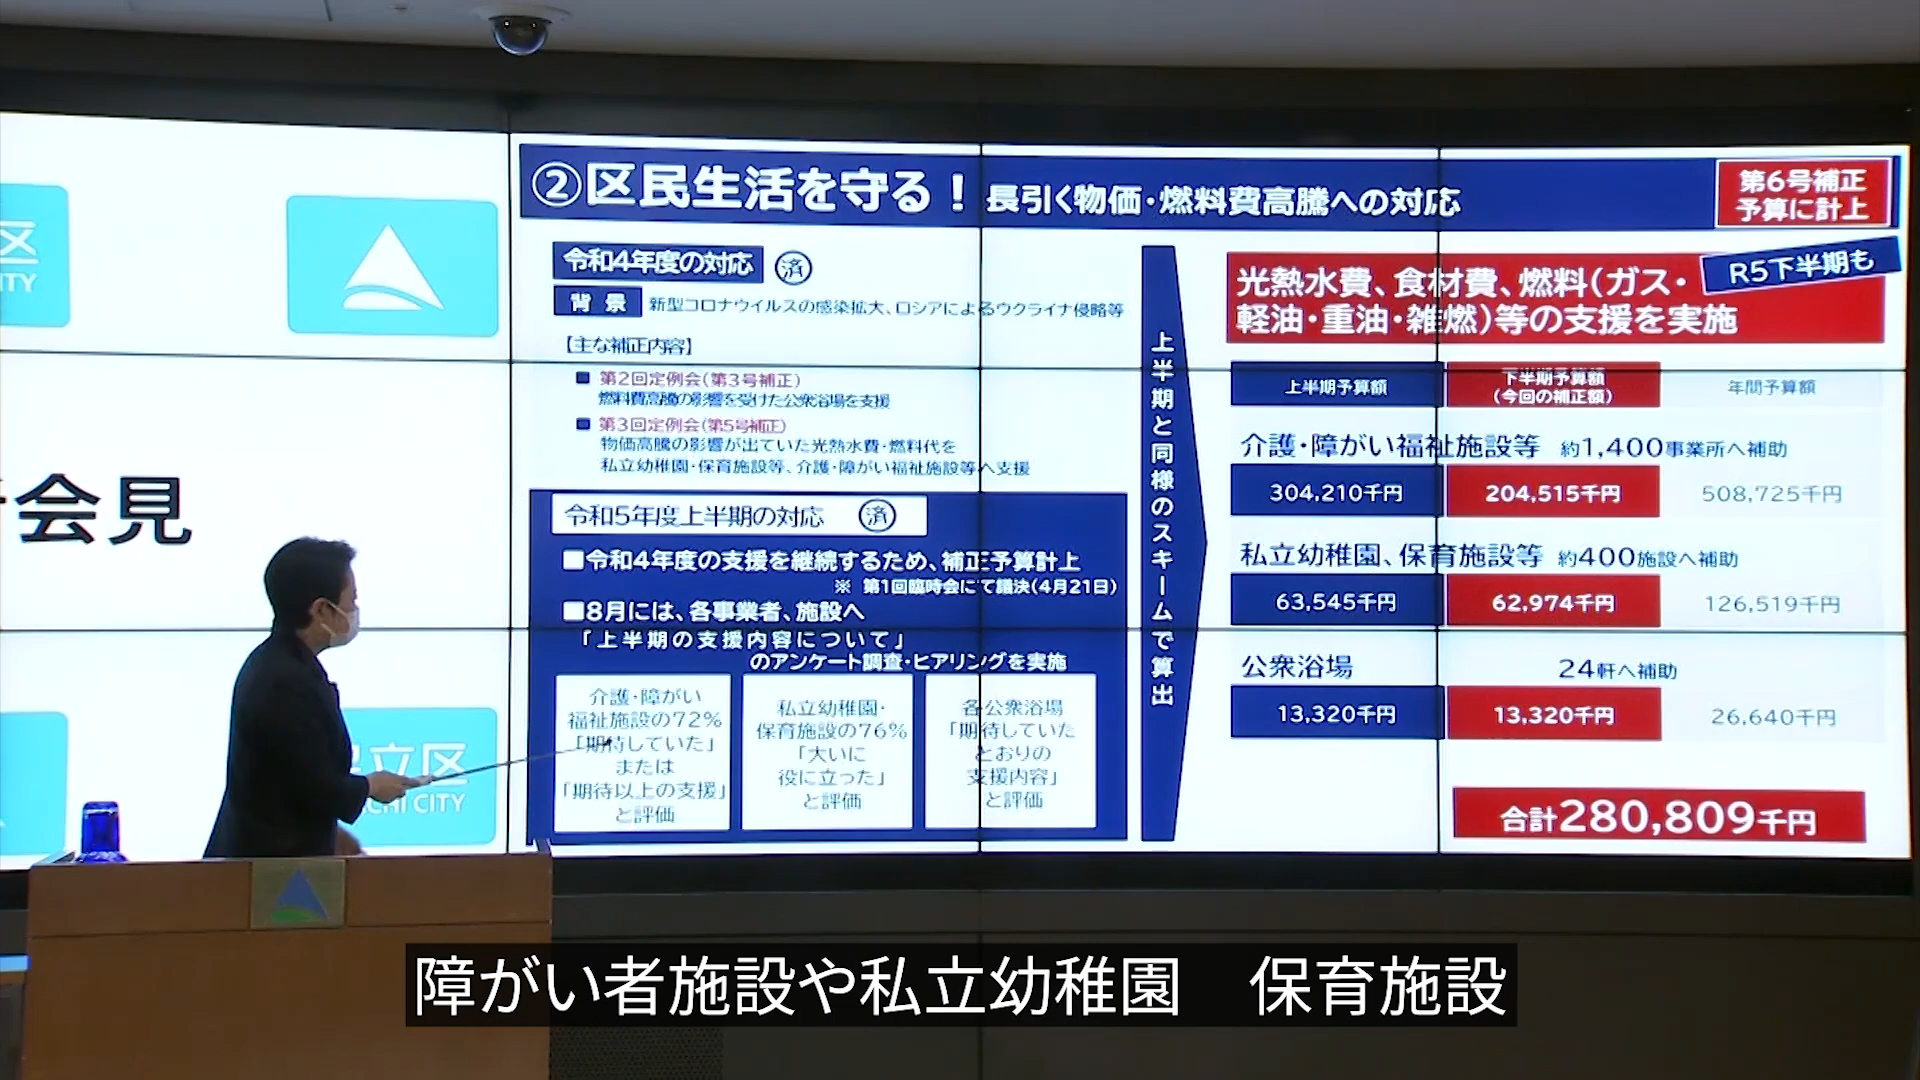 区
ITY
会見
立区
CHI CITY
②区民生活を守る！ 長引く物価・燃料費高騰への対応
第6号補正
予算に計上
令和4年度の対応 済
背景 新型コロナウイルスの感染拡大、ロシアによるウクライナ侵略等
【主な補正内容】
■ 第2回定例会(第3号補正)
燃料費高騰の影響を受けた公衆浴場を支援
■ 第3回定例会(第5号補正)
物価高騰の影響が出ていた光熱水費・燃料代を
私立幼稚園・保育施設等、介護・障がい福祉施設等へ支援
令和5年度上半期の対応 済
■令和4年度の支援を継続するため、補正予算計上
※ 第1回臨時会にて議決(4月21日)
■8月には、各事業者、施設へ
「上半期の支援内容について」
のアンケート調査・ヒアリングを実施
介護・障がい
福祉施設の72%
「期待していた」
または
「期待以上の支援」
と評価
私立幼稚園・
保育施設の76%
「大いに
役に立った」
と評価
各公衆浴場
「期待していた
とおりの
支援内容」
と評価
上半期と同様のスキームで算出
R5下半期も
光熱水費、食材費、燃料(ガス・
軽油・重油・雑燃)等の支援を実施
上半期予算額 下半期予算額 年間予算額
(今回の補正額)
介護・障がい福祉施設等 約1,400事業所へ補助
304,210千円 204,515千円 508,725千円
私立幼稚園、保育施設等 約400施設へ補助
63,545千円 62,974千円 126,519千円
公衆浴場 24軒へ補助
13,320千円 13,320千円 26,640千円
合計280,809千円
障がい者施設や私立幼稚園　保育施設